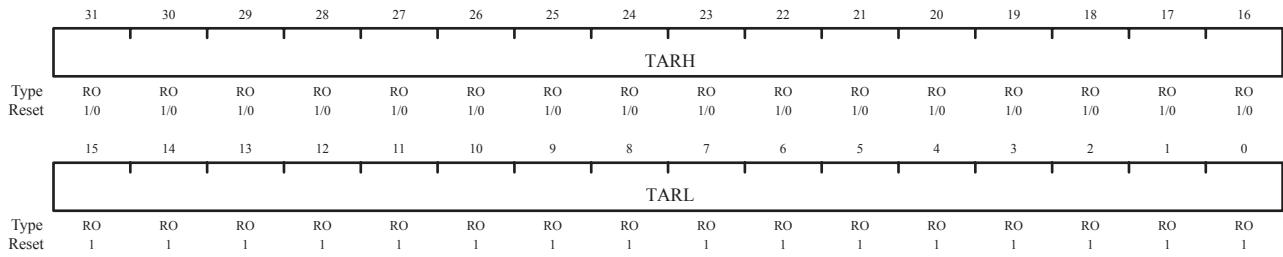 31 30 29 28 27 26 25 24 23 22 21 20 19 18 17 16
TARH
Type RO RO RO RO RO RO RO RO RO RO RO RO RO RO RO RO
Reset 1/0 1/0 1/0 1/0 1/0 1/0 1/0 1/0 1/0 1/0 1/0 1/0 1/0 1/0 1/0 1/0
15 14 13 12 11 10 9 8 7 6 5 4 3 2 1 0
TARL
Type RO RO RO RO RO RO RO RO RO RO RO RO RO RO RO RO
Reset 1 1 1 1 1 1 1 1 1 1 1 1 1 1 1 1